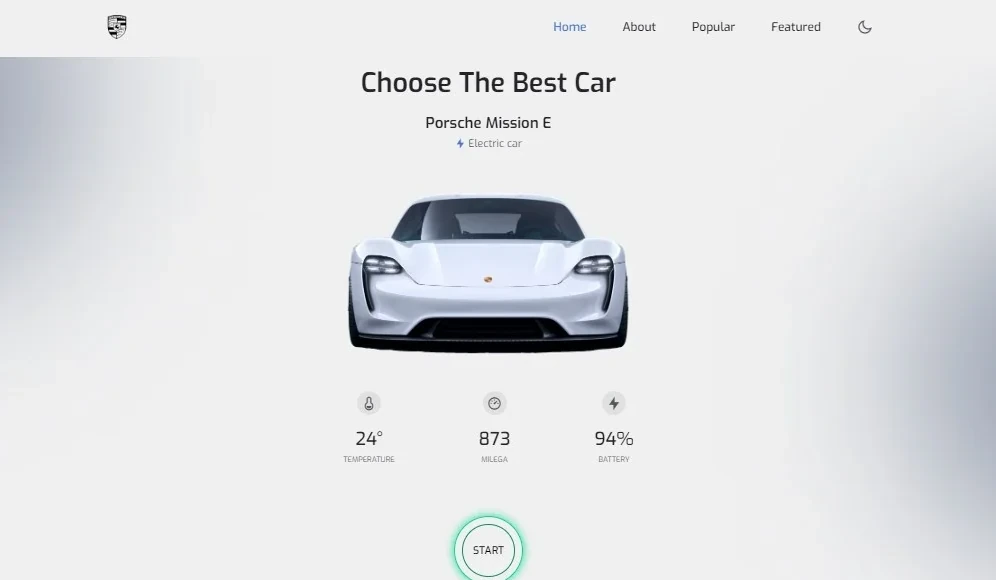 Home About Popular Featured
Choose The Best Car
Porsche Mission E
Electric car
24° 873 94%
TEMPERATURE MILEGA BATTERY
START